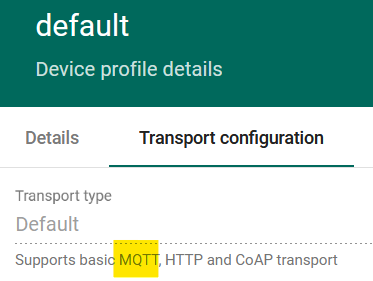 default
Device profile details
Details
Transport configuration
Transport type
Default
Supports basic MQTT, HTTP and CoAP transport